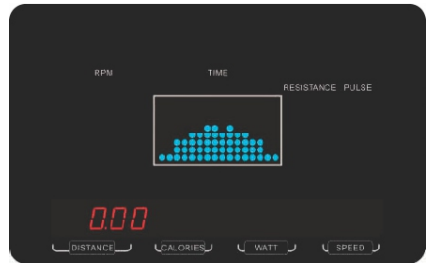 RPM TIME
RESISTANCE PULSE
0.00
DISTANCE CALORIES WATT SPEED